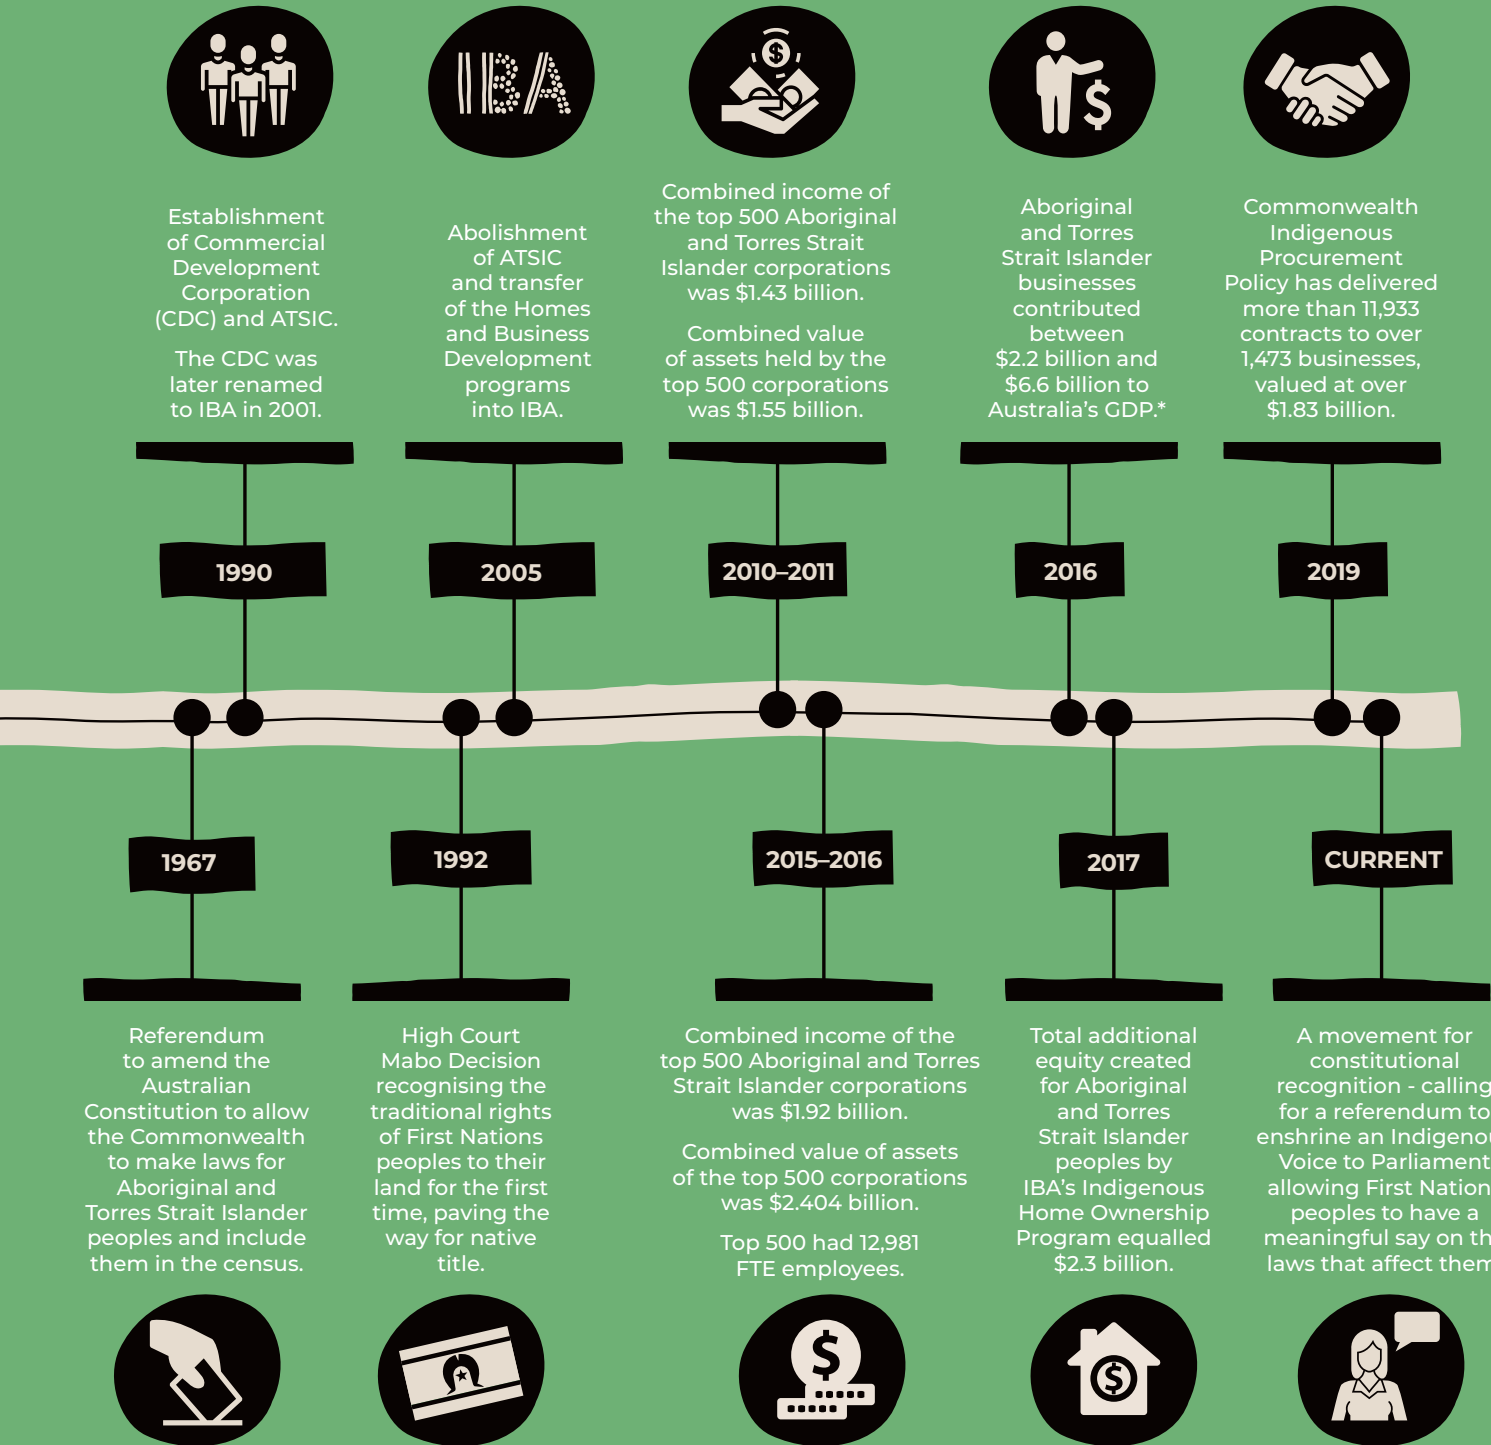 IBA
Establishment
of Commercial
Development
Corporation
(CDC) and ATSIC.
The CDC was
later renamed
to IBA in 2001.
Abolishment
of ATSIC
and transfer
of the Homes
and Business
Development
programs
into IBA.
Combined income of
the top 500 Aboriginal
and Torres Strait
Islander corporations
was $1.43 billion.
Combined value
of assets held by the
top 500 corporations
was $1.55 billion.
Aboriginal
and Torres
Strait Islander
businesses
contributed
between
$2.2 billion and
$6.6 billion to
Australia’s GDP.*
Commonwealth
Indigenous
Procurement
Policy has delivered
more than 11,933
contracts to over
1,473 businesses,
valued at over
$1.83 billion.
1990
2005
2010–2011
2016
2019
1967
1992
2015–2016
2017
CURRENT
Referendum
to amend the
Australian
Constitution to allow
the Commonwealth
to make laws for
Aboriginal and
Torres Strait Islander
peoples and include
them in the census.
High Court
Mabo Decision
recognising the
traditional rights
of First Nations
peoples to their
land for the first
time, paving the
way for native
title.
Combined income of the
top 500 Aboriginal and Torres
Strait Islander corporations
was $1.92 billion.
Combined value of assets
of the top 500 corporations
was $2.404 billion.
Top 500 had 12,981
FTE employees.
Total additional
equity created
for Aboriginal
and Torres
Strait Islander
peoples by
IBA’s Indigenous
Home Ownership
Program equalled
$2.3 billion.
A movement for
constitutional
recognition - calling
for a referendum to
enshrine an
Voice to Parliament
allowing First
peoples to have a
meaningful say on
laws that affect